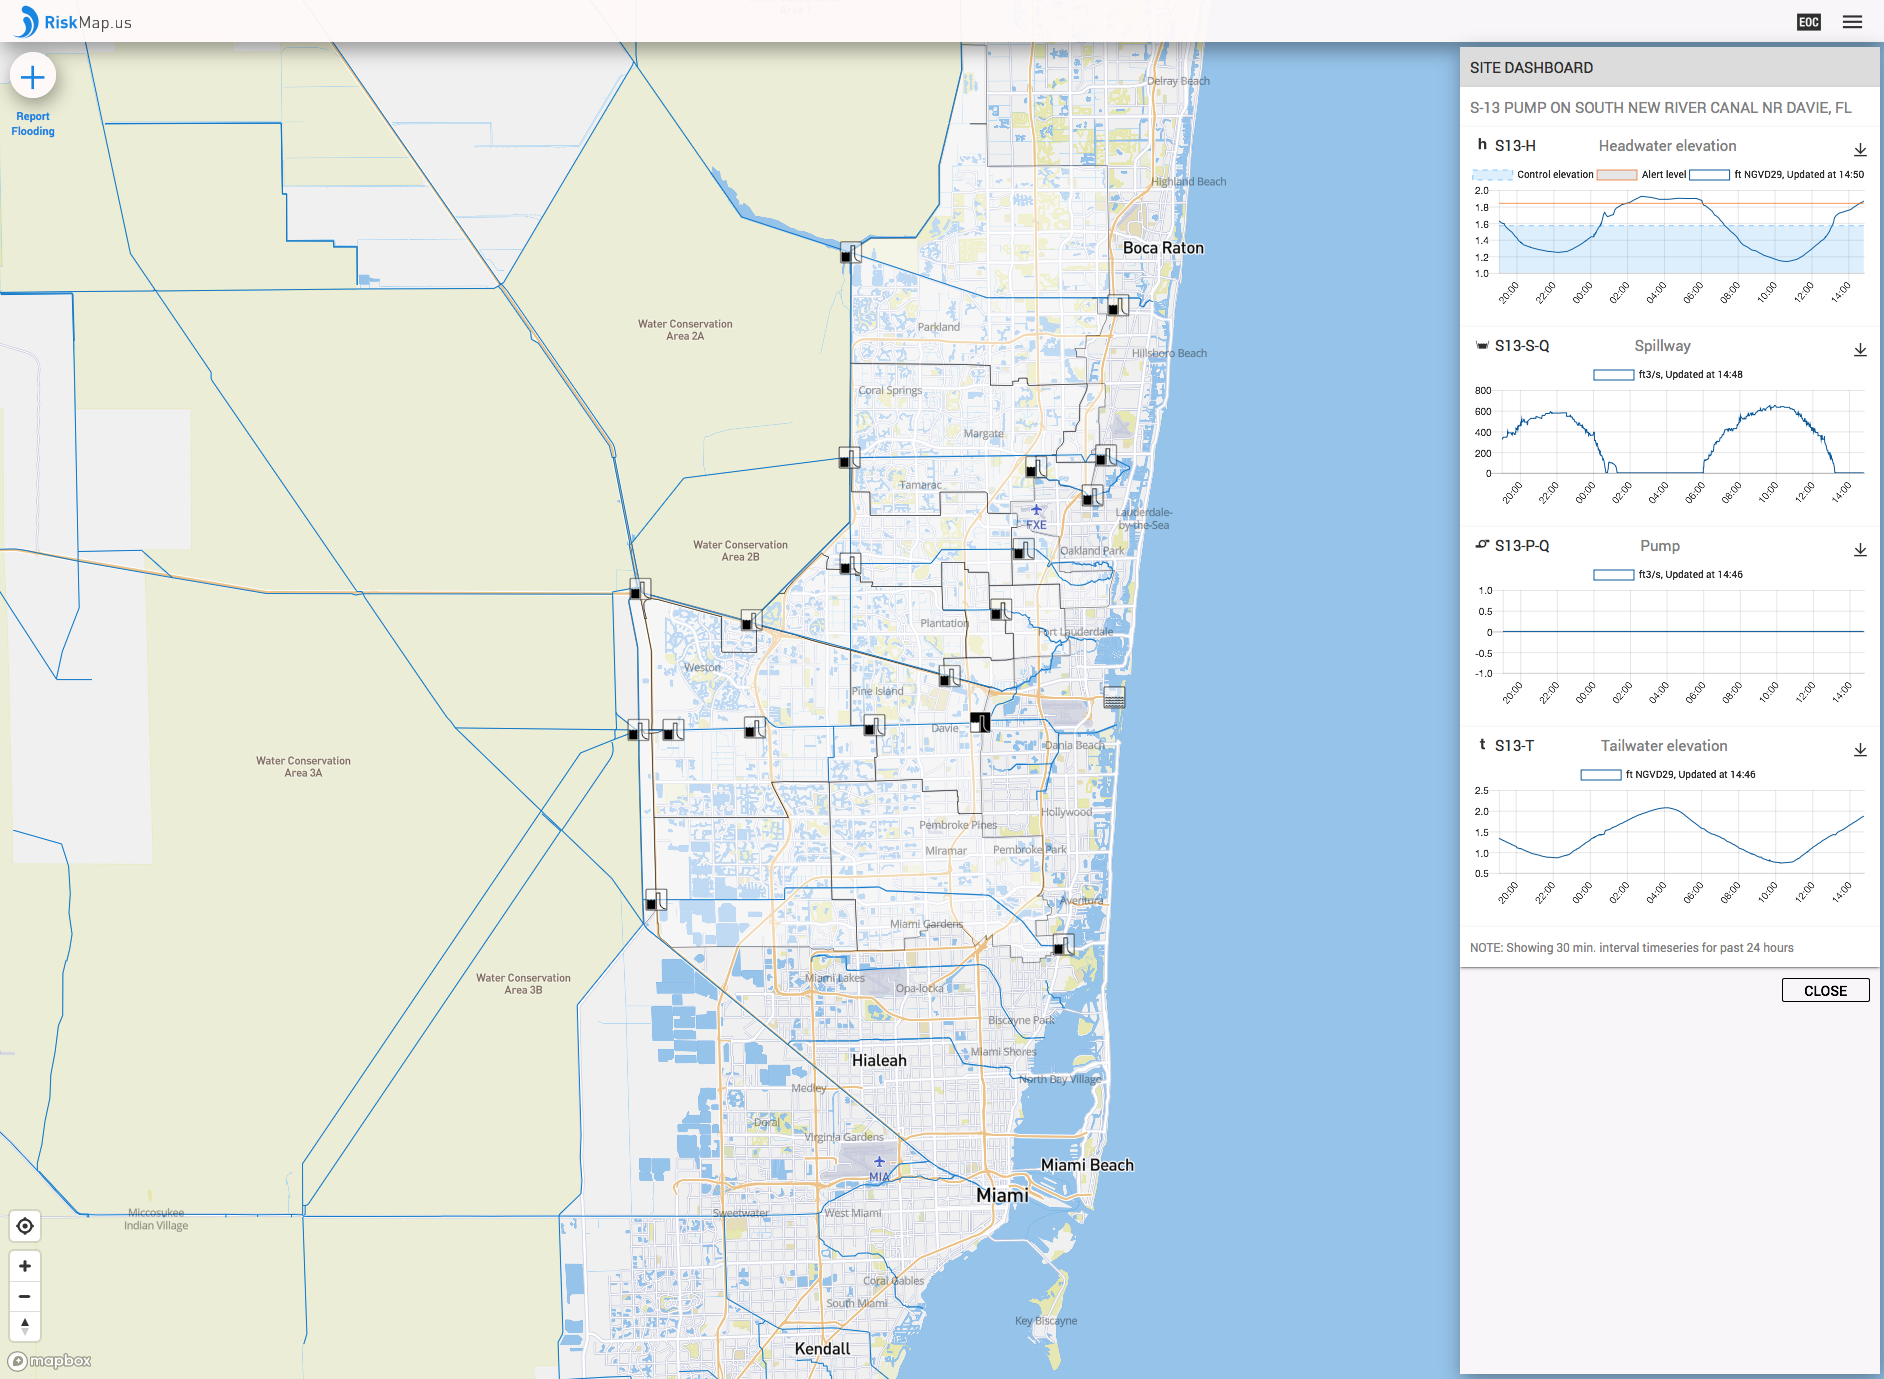 RiskMap.us
EOC
Report
Flooding
Delray Beach
Highland Beach
Boca Raton
Water Conservation
Area 2A
Parkland
Hillsboro Beach
Coral Springs
Margate
Tamarac
FXE
Lauderdale-
by-the-Sea
Water Conservation
Area 2B
Oakland Park
Plantation
Fort Lauderdale
Weston
Pine Island
Davie
Dania Beach
Water Conservation
Area 3A
Hollywood
Pembroke Pines
Miramar
Pembroke Park
Aventura
Miami Gardens
Water Conservation
Area 3B
Miami Lakes
Opa-locka
Biscayne Park
Hialeah
Miami Shores
North Bay Village
Medley
Doral
Virginia Gardens
MIA
Miami Beach
Miami
Miccosukee
Indian Village
Sweetwater
West Miami
Coral Gables
South Miami
Key Biscayne
Kendall
mapbox
SITE DASHBOARD
S-13 PUMP ON SOUTH NEW RIVER CANAL NR DAVIE, FL
h S13-H Headwater elevation
Control elevation Alert level ft NGVD29, Updated at 14:50
2.0
1.8
1.6
1.4
1.2
1.0
20:00 22:00 00:00 02:00 04:00 06:00 08:00 10:00 12:00 14:00
S13-S-Q Spillway
ft3/s, Updated at 14:48
800
600
400
200
0
20:00 22:00 00:00 02:00 04:00 06:00 08:00 10:00 12:00 14:00
S13-P-Q Pump
ft3/s, Updated at 14:46
1.0
0.5
0
-0.5
-1.0
20:00 22:00 00:00 02:00 04:00 06:00 08:00 10:00 12:00 14:00
t S13-T Tailwater elevation
ft NGVD29, Updated at 14:46
2.5
2.0
1.5
1.0
0.5
20:00 22:00 00:00 02:00 04:00 06:00 08:00 10:00 12:00 14:00
NOTE: Showing 30 min. interval timeseries for past 24 hours
CLOSE